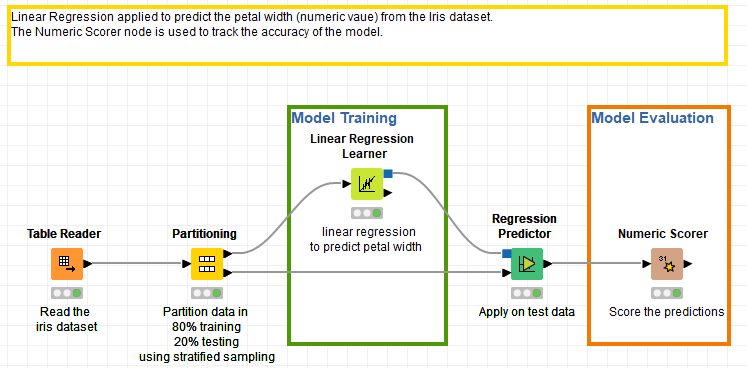 Linear Regression applied to predict the petal width (numeric vaue) from the Iris dataset.
The Numeric Scorer node is used to track the accuracy of the model.
Model Training
Model Evaluation
Linear Regression
Learner
linear regression
to predict petal width
Table Reader
Read the
iris dataset
Partitioning
Partition data in
80% training
20% testing
using stratified sampling
Regression
Predictor
Apply on test data
Numeric Scorer
31
Score the predictions